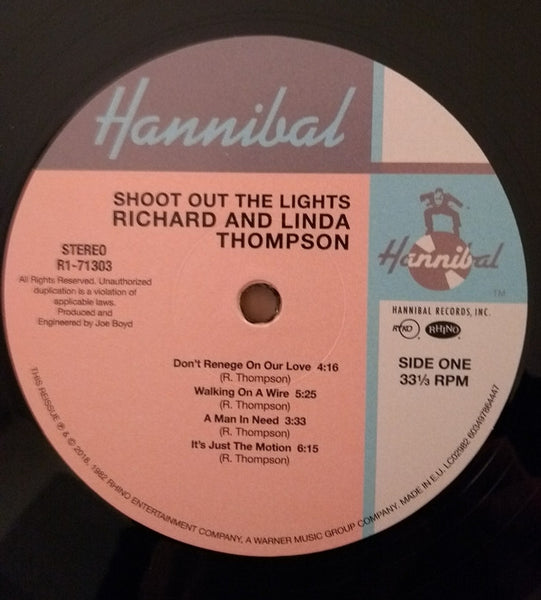 Hannibal
SHOOT OUT THE LIGHTS
RICHARD AND LINDA
THOMPSON
STEREO
R1-71303
All Rights Reserved. Unauthorized
duplication is a violation of
applicable laws.
Produced and
Engineered by Joe Boyd
Hannibal
TM
HANNIBAL RECORDS, INC.
RYKO RHINO
SIDE ONE
33⅓ RPM
Don't Renege On Our Love 4:16
(R. Thompson)
Walking On A Wire 5:25
(R. Thompson)
A Man In Need 3:33
(R. Thompson)
It's Just The Motion 6:15
(R. Thompson)
THIS REISSUE ℗ & © 2018, 1982 RHINO ENTERTAINMENT COMPANY, A WARNER MUSIC GROUP COMPANY. MADE IN E.U. LC02982 603497864447